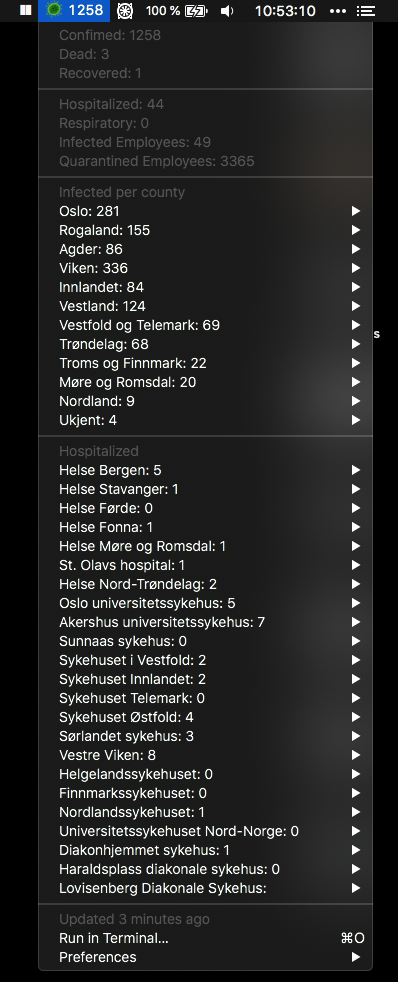 1258 100 % 10:53:10
Confimed: 1258
Dead: 3
Recovered: 1
Hospitalized: 44
Respiratory: 0
Infected Employees: 49
Quarantined Employees: 3365
Infected per county
Oslo: 281
Rogaland: 155
Agder: 86
Viken: 336
Innlandet: 84
Vestland: 124
Vestfold og Telemark: 69
s
Trøndelag: 68
Troms og Finnmark: 22
Møre og Romsdal: 20
Nordland: 9
Ukjent: 4
Hospitalized
Helse Bergen: 5
Helse Stavanger: 1
Helse Førde: 0
Helse Fonna: 1
Helse Møre og Romsdal: 1
St. Olavs hospital: 1
Helse Nord-Trøndelag: 2
Oslo universitetssykehus: 5
Akershus universitetssykehus: 7
Sunnaas sykehus: 0
Sykehuset i Vestfold: 2
Sykehuset Innlandet: 2
Sykehuset Telemark: 0
Sykehuset Østfold: 4
Sørlandet sykehus: 3
Vestre Viken: 8
Helgelandssykehuset: 0
Finnmarkssykehuset: 0
Nordlandssykehuset: 1
Universitetssykehuset Nord-Norge: 0
Diakonhjemmet sykehus: 1
Haraldsplass diakonale sykehus: 0
Lovisenberg Diakonale Sykehus:
Updated 3 minutes ago
Run in Terminal... ⌘O
Preferences